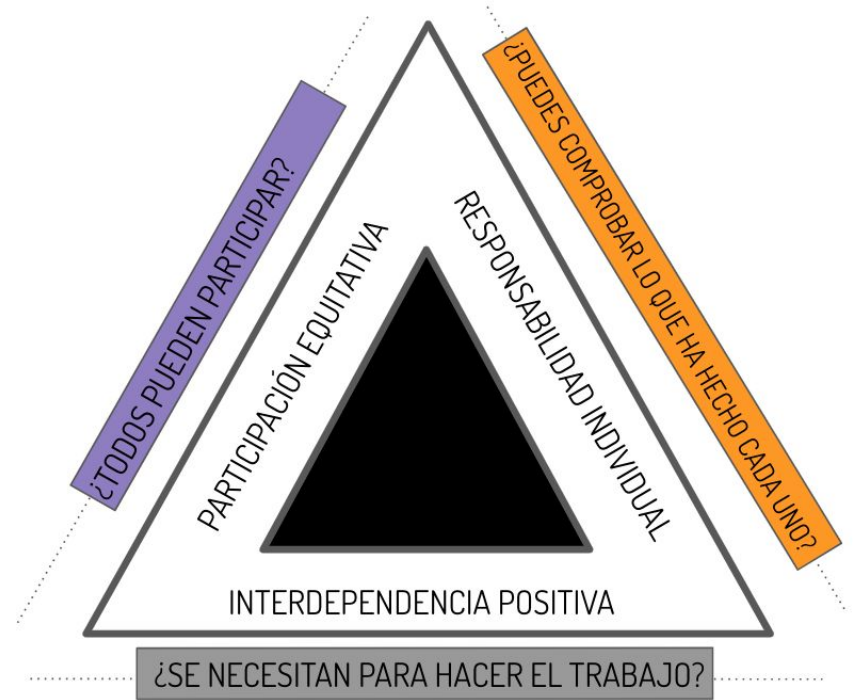 ¿TODOS PUEDEN PARTICIPAR?
PARTICIPACIÓN EQUITATIVA
¿PUEDES COMPROBAR LO QUE HA HECHO CADA UNO?
RESPONSABILIDAD INDIVIDUAL
INTERDEPENDENCIA POSITIVA
¿SE NECESITAN PARA HACER EL TRABAJO?